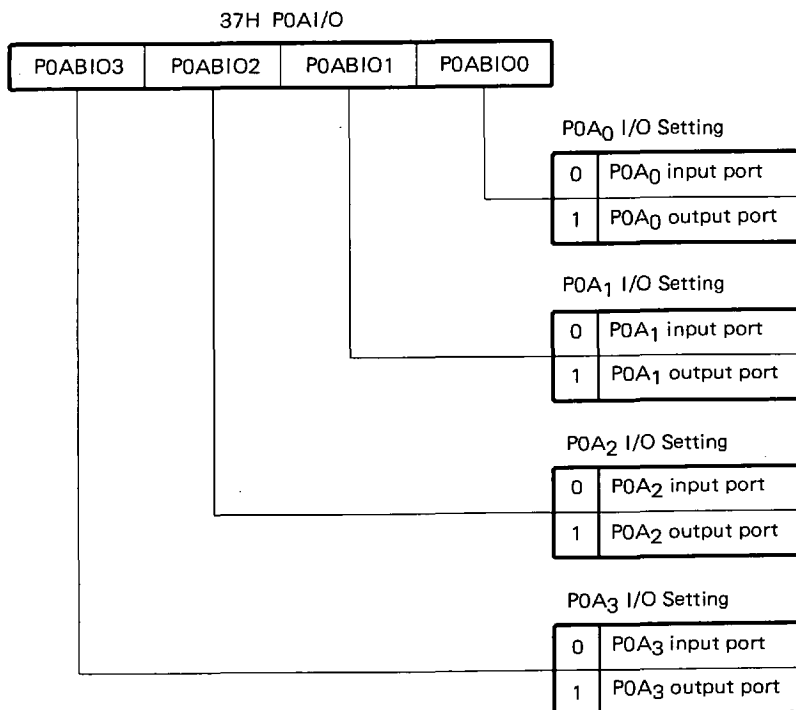 37H P0AI/O
P0ABIO3 P0ABIO2 P0ABIO1 P0ABIO0
P0A0 I/O Setting
0 P0A0 input port
1 P0A0 output port
P0A1 I/O Setting
0 P0A1 input port
1 P0A1 output port
P0A2 I/O Setting
0 P0A2 input port
1 P0A2 output port
P0A3 I/O Setting
0 P0A3 input port
1 P0A3 output port